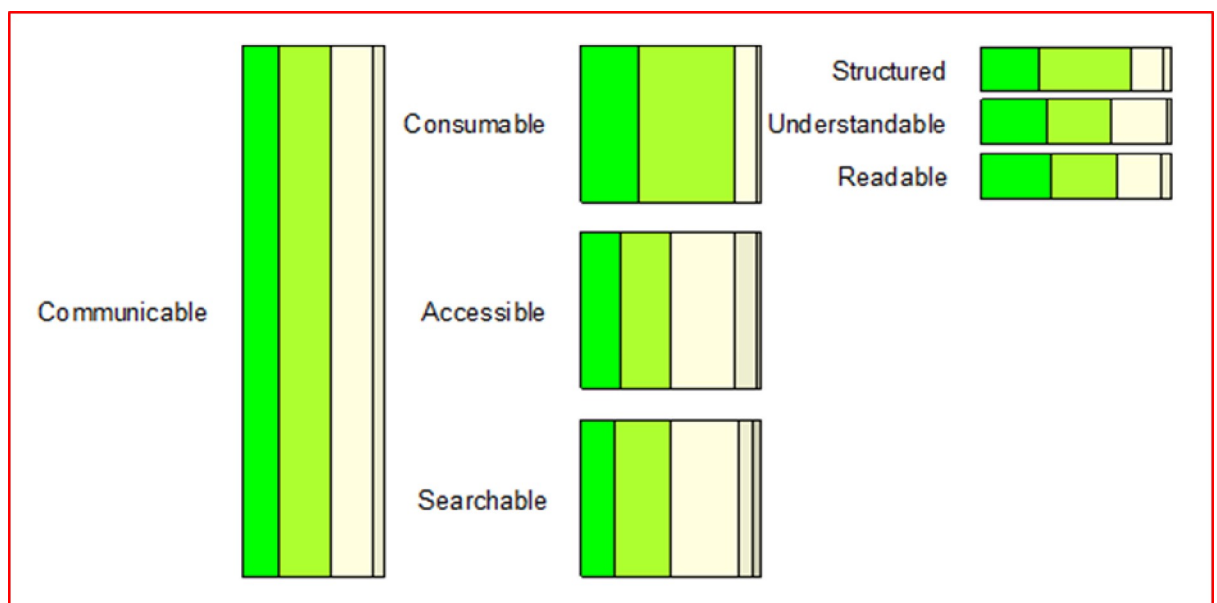 Structured
Consumable
Understandable
Readable
Communicable
Accessible
Searchable